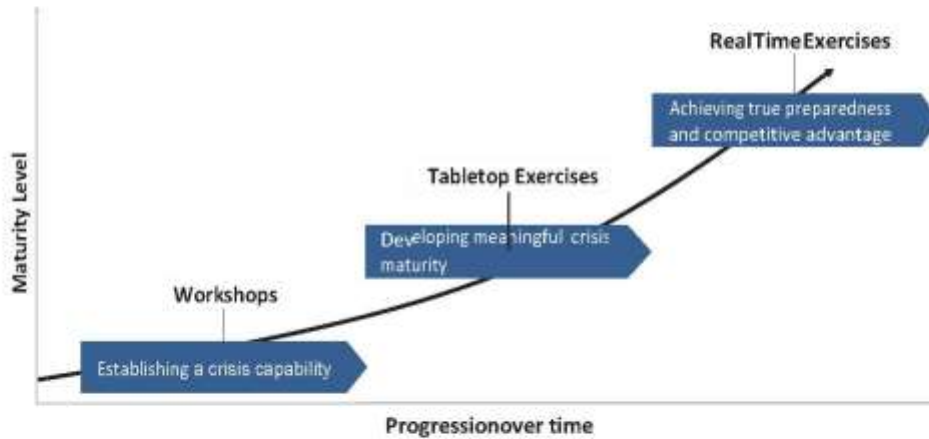 RealTimeExercises
Achieving true preparedness
and competitive advantage
Tabletop Exercises
Developing meaningful crisis
maturity
Workshops
Establishing a crisis capability
Maturity Level
Progressionover time